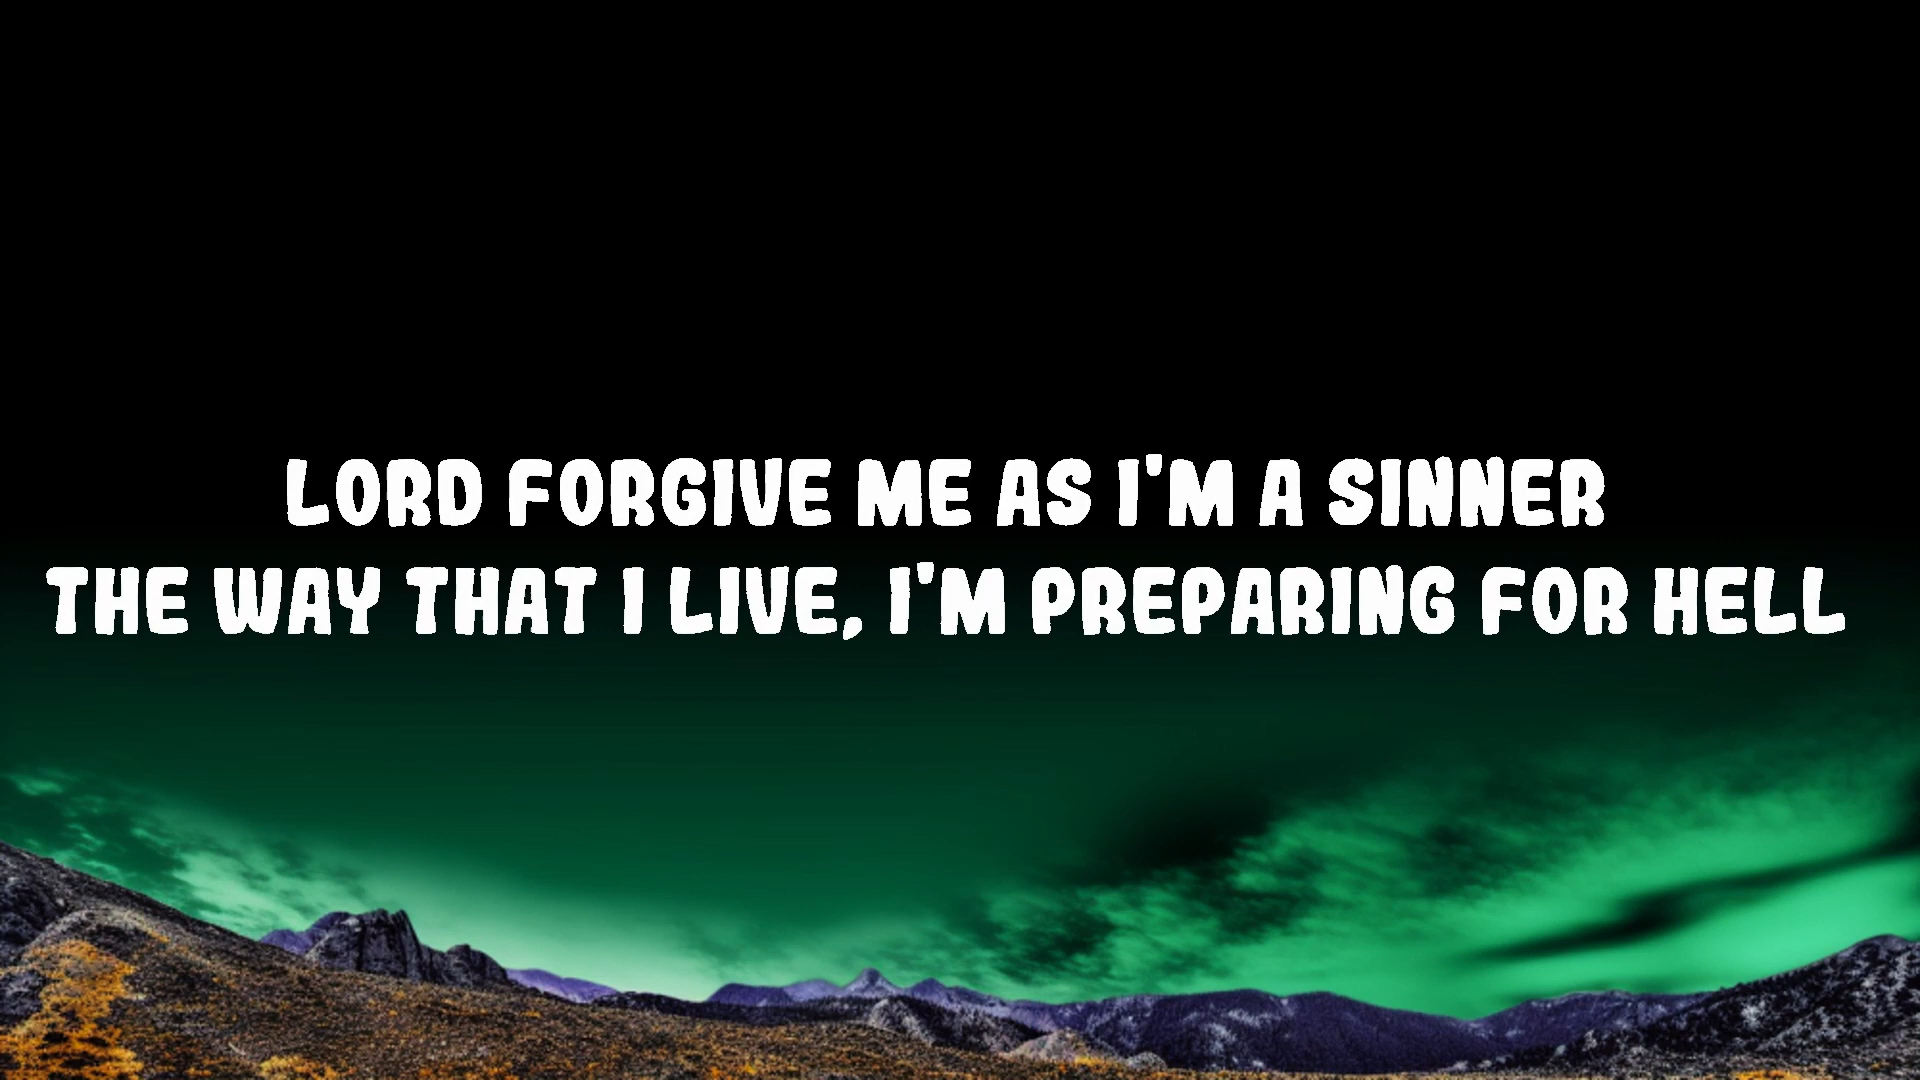 LORD FORGIVE ME AS I'M A SINNER
THE WAY THAT I LIVE, I'M PREPARING FOR HELL